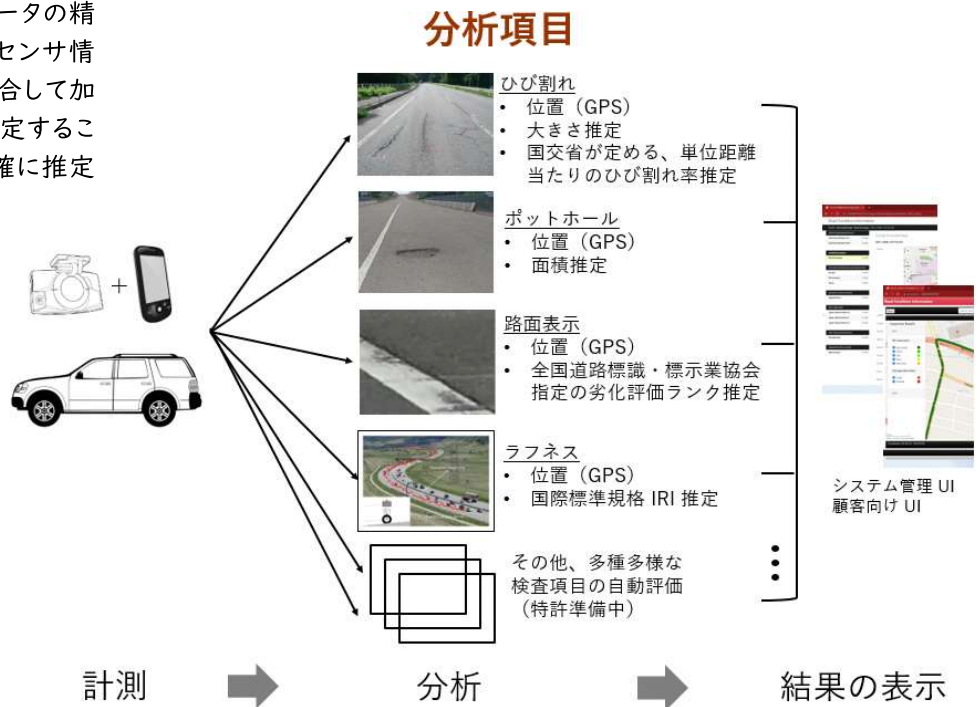 ータの精
センサ情
合して加
定するこ
確に推定
分析項目
ひび割れ
• 位置（GPS）
• 大きさ推定
• 国交省が定める、単位距離
当たりのひび割れ率推定
ポットホール
• 位置（GPS）
• 面積推定
路面表示
• 位置（GPS）
• 全国道路標識・標示業協会
指定の劣化評価ランク推定
ラフネス
• 位置（GPS）
• 国際標準規格 IRI 推定
その他、多種多様な
検査項目の自動評価
（特許準備中）
+
システム管理 UI
顧客向け UI
計測
分析
結果の表示